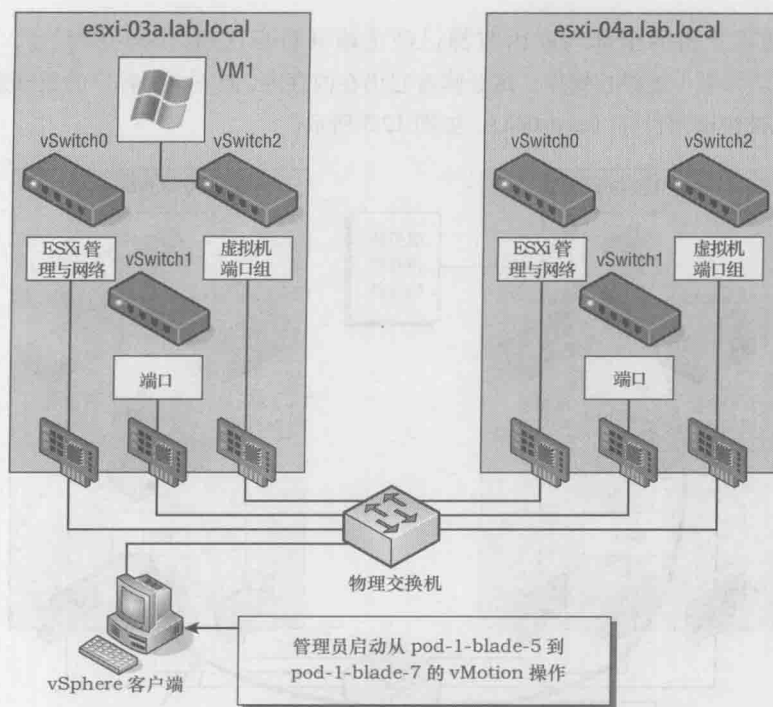 esxi-03a.lab.local
VM1
vSwitch0
vSwitch2
ESXi 管
理与网络
vSwitch1
虚拟机
端口组
端口
esxi-04a.lab.local
vSwitch0
vSwitch2
ESXi 管
理与网络
vSwitch1
虚拟机
端口组
端口
物理交换机
vSphere 客户端
管理员启动从 pod-1-blade-5 到
pod-1-blade-7 的 vMotion 操作